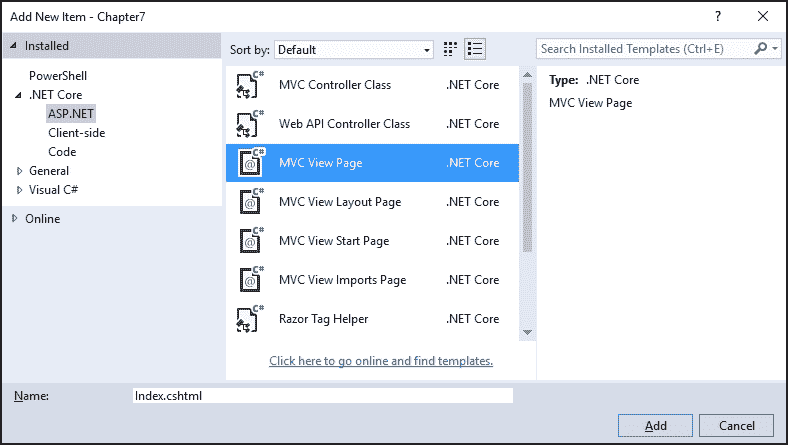 Add New Item - Chapter7
?
Installed
PowerShell
.NET Core
ASP.NET
Client-side
Code
General
Visual C#
Online
Sort by: Default
C# MVC Controller Class .NET Core
C# Web API Controller Class .NET Core
C# @ MVC View Page .NET Core
C# @ MVC View Layout Page .NET Core
C# @ MVC View Start Page .NET Core
C# @ MVC View Imports Page .NET Core
C# Razor Tag Helper .NET Core
Click here to go online and find templates.
Search Installed Templates (Ctrl+E)
Type: .NET Core
MVC View Page
Name: Index.cshtml
Add Cancel